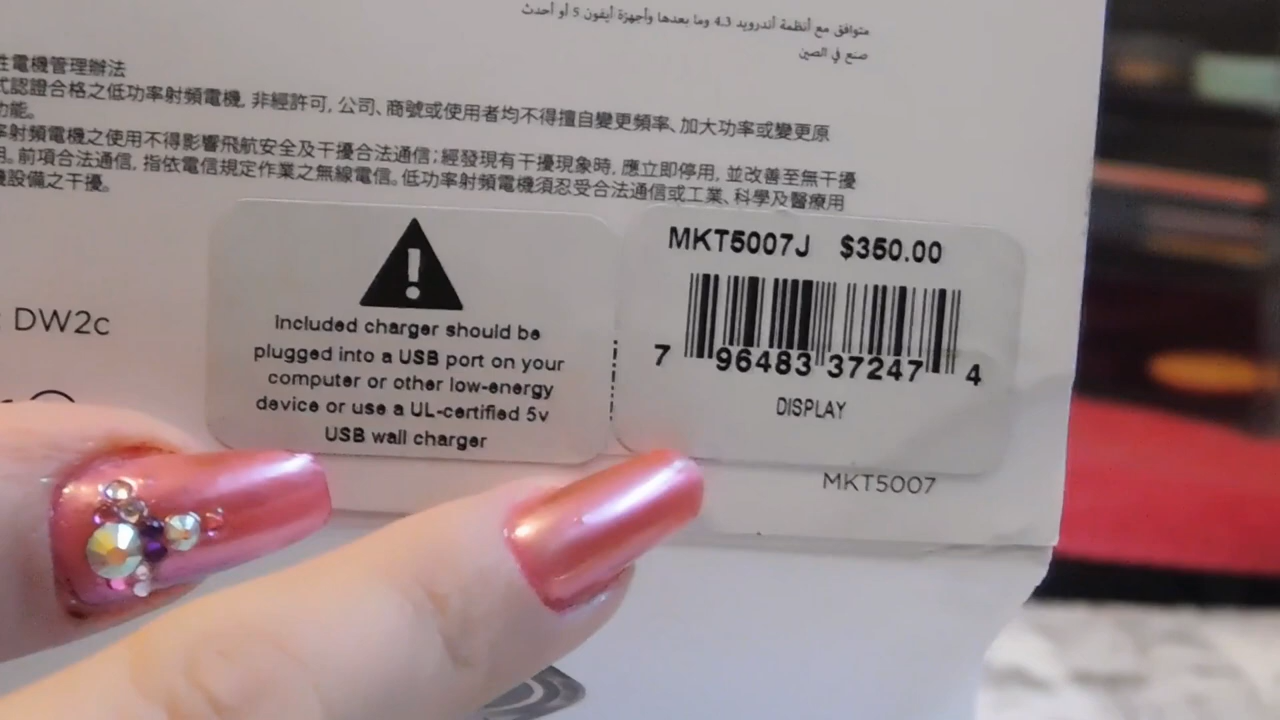 متوافق مع أنظمة أندرويد 4.3 وما بعدها وأجهزة أيفون 5 أو أحدث
صنع في الصين
性電機管理辦法
式認證合格之低功率射頻電機, 非經許可, 公司、商號或使用者均不得擅自變更頻率、加大功率或變更原
功能。
率射頻電機之使用不得影響飛航安全及干擾合法通信; 經發現有干擾現象時, 應立即停用, 並改善至無干擾
用。前項合法通信, 指依電信規定作業之無線電信。低功率射頻電機須忍受合法通信或工業、科學及醫療用
設備之干擾。
: DW2c
Included charger should be
plugged into a USB port on your
computer or other low-energy
device or use a UL-certified 5v
USB wall charger
MKT5007J $350.00
7 96483 37247 4
DISPLAY
MKT5007